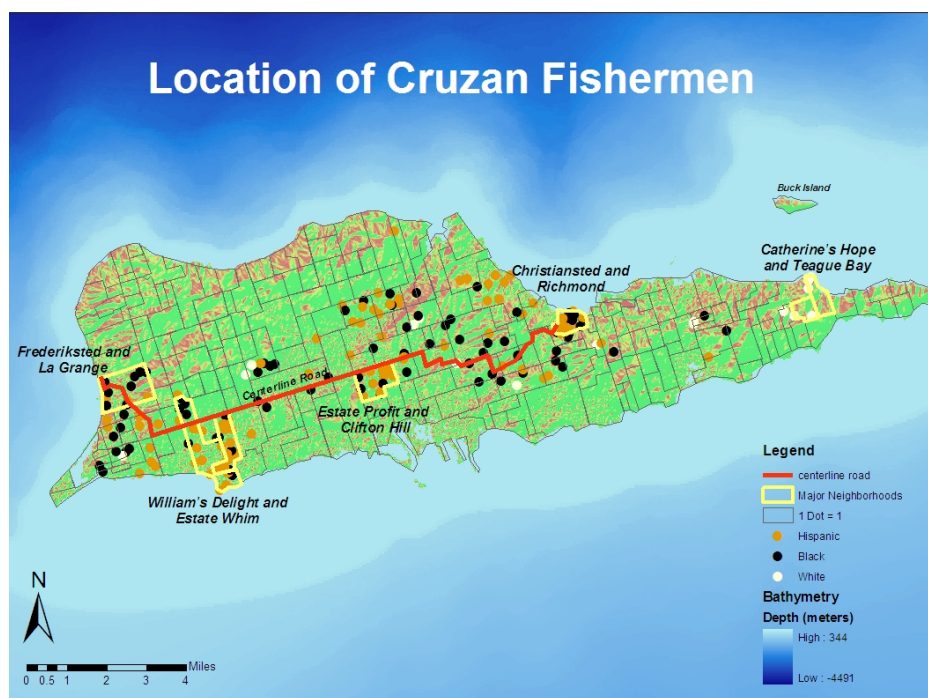 Location of Cruzan Fishermen
Buck Island
Catherine's Hope
and Teague Bay
Christiansted and
Richmond
Frederiksted and
La Grange
Centerline Road
Estate Profit and
Clifton Hill
William's Delight and
Estate Whim
Legend
centerline road
Major Neighborhoods
1 Dot = 1
Hispanic
Black
White
Bathymetry
Depth (meters)
High : 344
Low : -4491
N
Miles
0 0.5 1 2 3 4